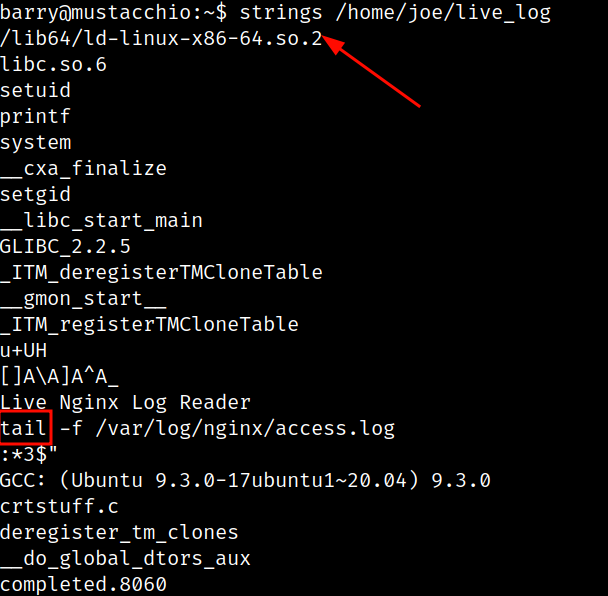 barry@mustacchio:~$ strings /home/joe/live_log
/lib64/ld-linux-x86-64.so.2
libc.so.6
setuid
printf
system
__cxa_finalize
setgid
__libc_start_main
GLIBC_2.2.5
_ITM_deregisterTMCloneTable
__gmon_start__
_ITM_registerTMCloneTable
u+UH
[]A\A]A^A_
Live Nginx Log Reader
tail -f /var/log/nginx/access.log
:*3$"
GCC: (Ubuntu 9.3.0-17ubuntu1~20.04) 9.3.0
crtstuff.c
deregister_tm_clones
__do_global_dtors_aux
completed.8060